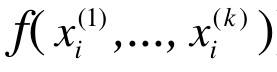 f( x_i^{(1)} ,..., x_i^{(k)} )